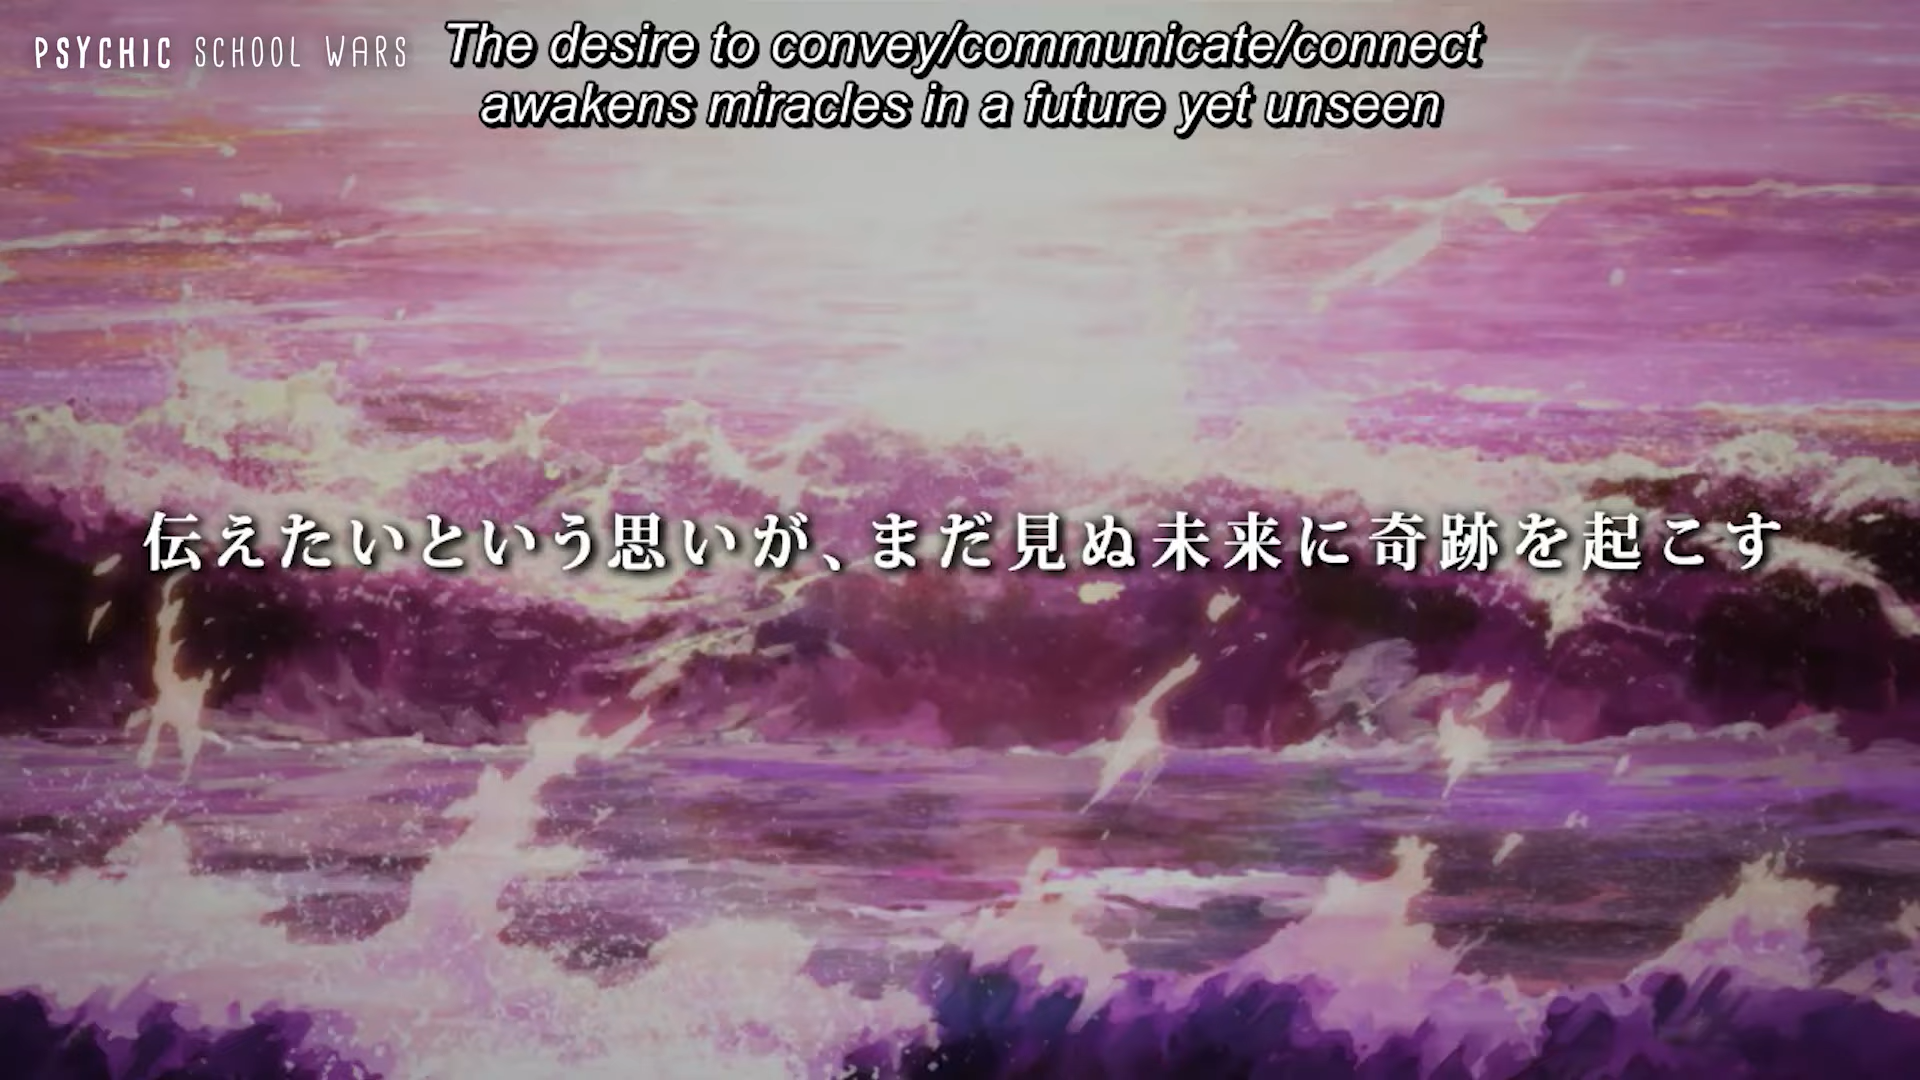 PSYCHIC SCHOOL WARS
The desire to convey/communicate/connect
awakens miracles in a future yet unseen
伝えたいという思いが、まだ見ぬ未来に奇跡を起こす